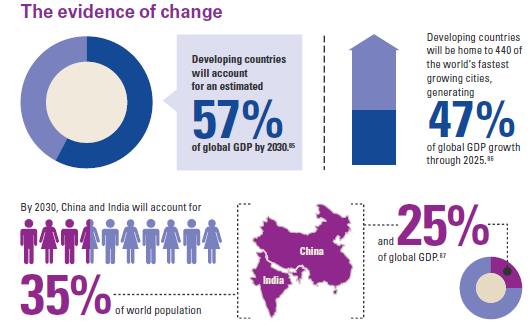 The evidence of change
Developing countries
will account
for an estimated
57%
of global GDP by 2030.85
Developing countries
will be home to 440 of
the world's fastest
growing cities,
generating
47%
of global GDP growth
through 2025.86
By 2030, China and India will account for
35% of world population
China
India
and 25%
of global GDP.87